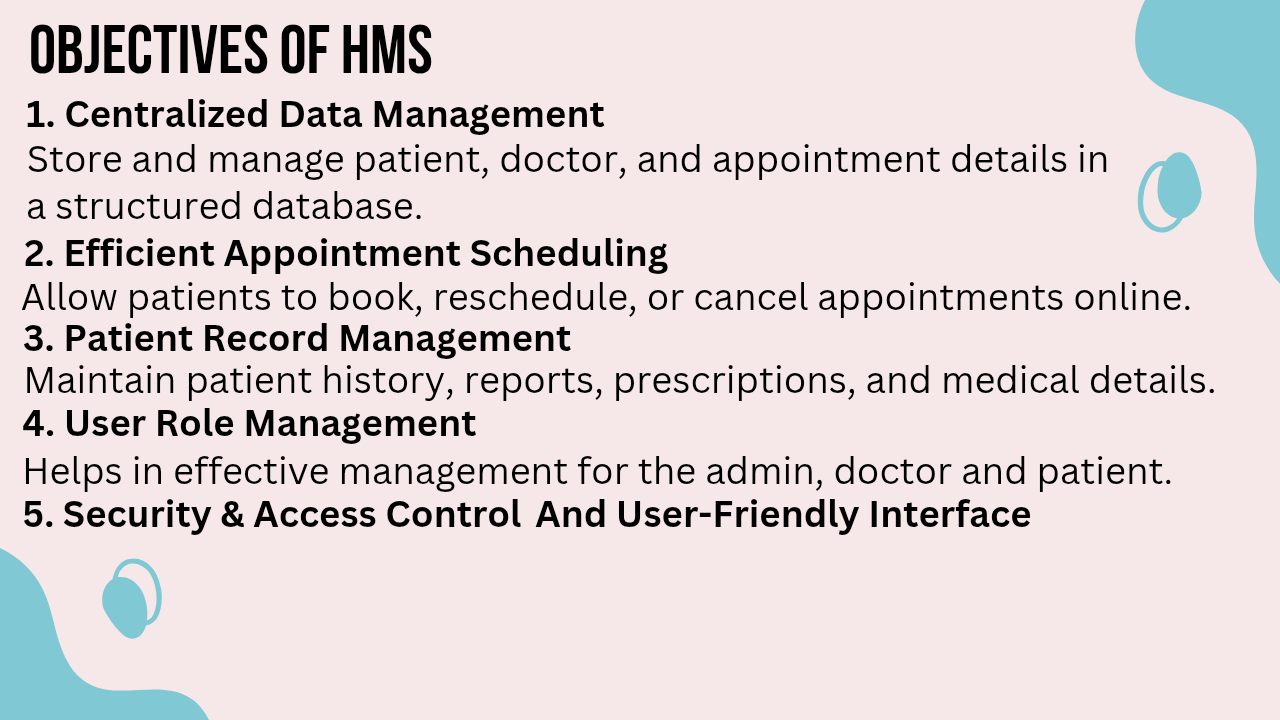 OBJECTIVES OF HMS
1. Centralized Data Management
Store and manage patient, doctor, and appointment details in
a structured database.
2. Efficient Appointment Scheduling
Allow patients to book, reschedule, or cancel appointments online.
3. Patient Record Management
Maintain patient history, reports, prescriptions, and medical details.
4. User Role Management
Helps in effective management for the admin, doctor and patient.
5. Security & Access Control And User-Friendly Interface